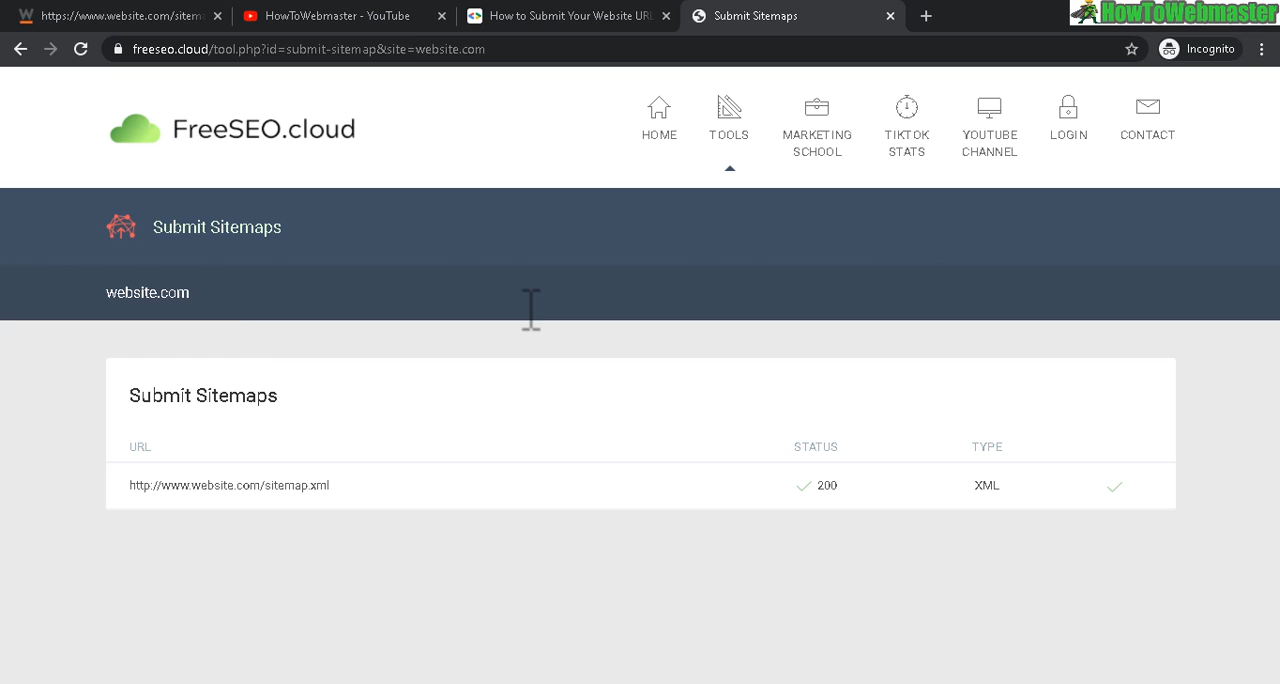 https://www.website.com/sitema
HowToWebmaster - YouTube
How to Submit Your Website URL
Submit Sitemaps
HowToWebmaster
freeseo.cloud/tool.php?id=submit-sitemap&site=website.com
Incognito
FreeSEO.cloud
HOME
TOOLS
MARKETING
SCHOOL
TIKTOK
STATS
YOUTUBE
CHANNEL
LOGIN
CONTACT
Submit Sitemaps
website.com
Submit Sitemaps
URL
STATUS
TYPE
http://www.website.com/sitemap.xml
200
XML